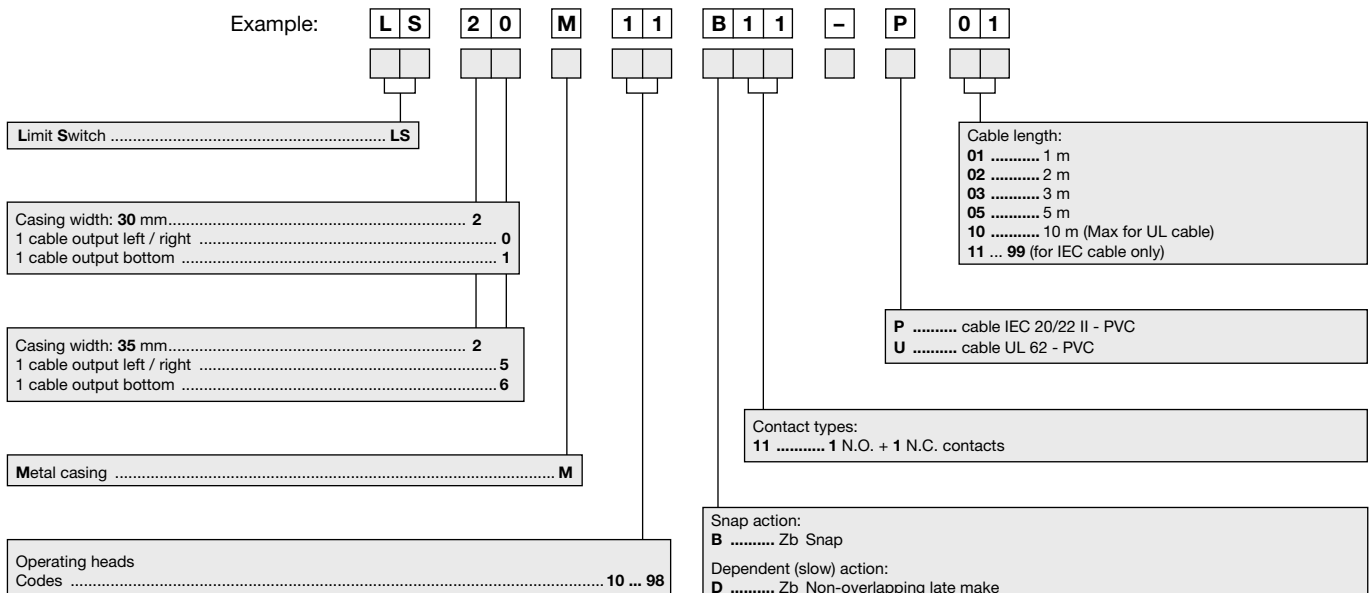 Example: L S 2 0 M 1 1 B 1 1 – P 0 1
Limit Switch ............................................................... LS
Casing width: 30 mm.................................................................... 2
1 cable output left / right .................................................................... 0
1 cable output bottom ........................................................................ 1
Casing width: 35 mm.................................................................... 2
1 cable output left / right .................................................................... 5
1 cable output bottom ........................................................................ 6
Metal casing ..................................................................................................... M
Operating heads
Codes .......................................................................................................................... 10 ... 98
Cable length:
01 ........... 1 m
02 ........... 2 m
03 ........... 3 m
05 ........... 5 m
10 ........... 10 m (Max for UL cable)
11 ... 99 (for IEC cable only)
P .......... cable IEC 20/22 II - PVC
U .......... cable UL 62 - PVC
Contact types:
11 ........... 1 N.O. + 1 N.C. contacts
Snap action:
B .......... Zb Snap
Dependent (slow) action:
D .......... Zb Non-overlapping late make